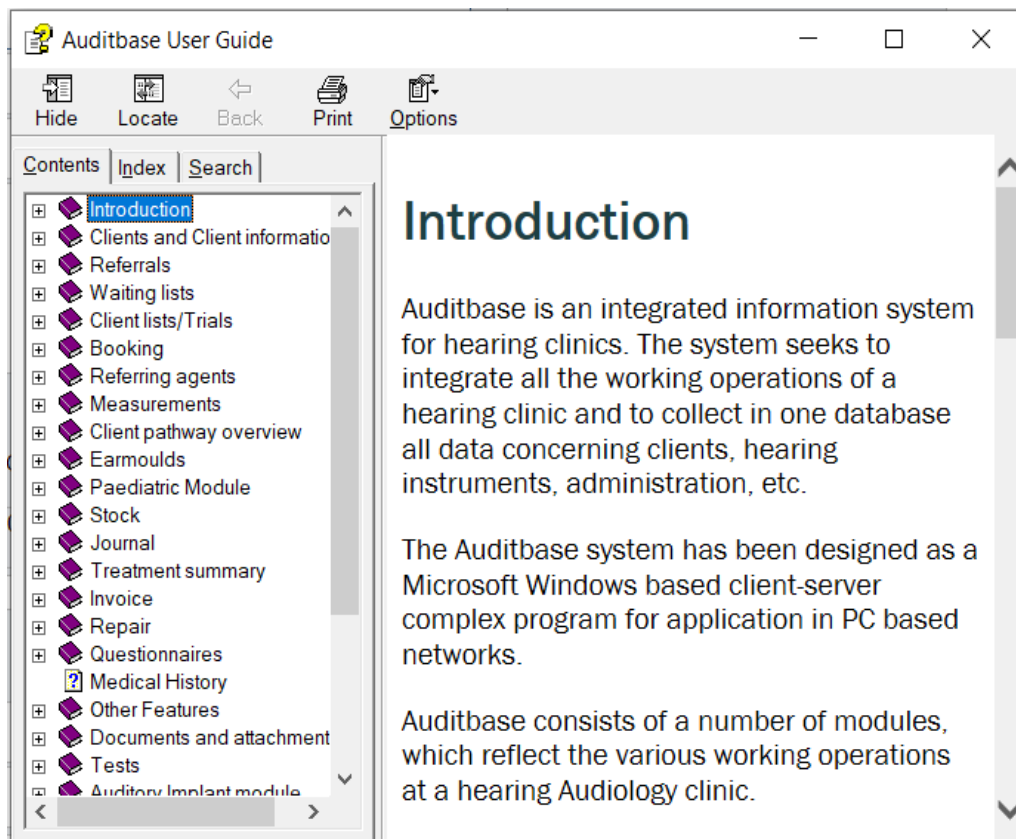 Auditbase User Guide
Hide Locate Back Print Options
Contents Index Search
Introduction
Clients and Client informatio
Referrals
Waiting lists
Client lists/Trials
Booking
Referring agents
Measurements
Client pathway overview
Earmoulds
Paediatric Module
Stock
Journal
Treatment summary
Invoice
Repair
Questionnaires
Medical History
Other Features
Documents and attachment
Tests
Auditory Implant module
Introduction
Auditbase is an integrated information system
for hearing clinics. The system seeks to
integrate all the working operations of a
hearing clinic and to collect in one database
all data concerning clients, hearing
instruments, administration, etc.
The Auditbase system has been designed as a
Microsoft Windows based client-server
complex program for application in PC based
networks.
Auditbase consists of a number of modules,
which reflect the various working operations
at a hearing Audiology clinic.